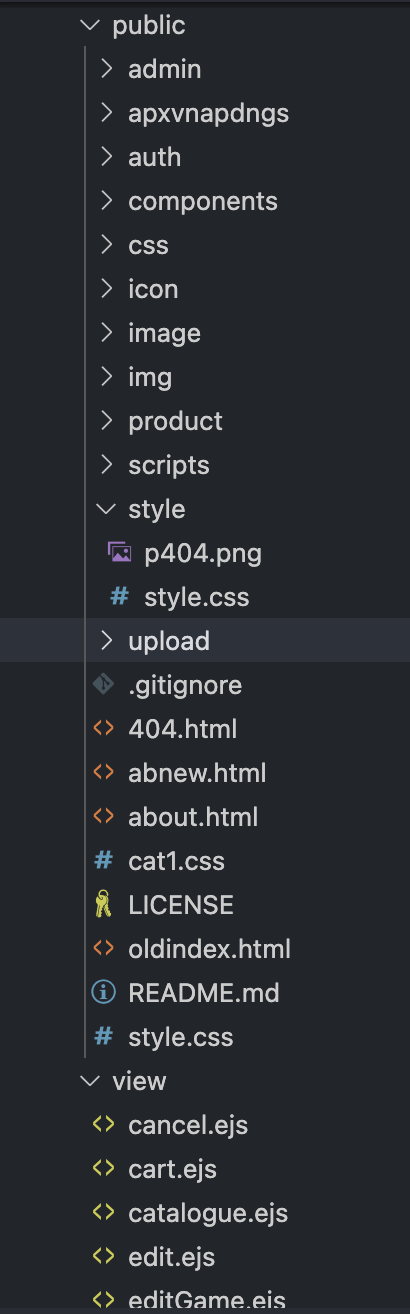 public
admin
apxvnapdngs
auth
components
css
icon
image
img
product
scripts
style
p404.png
style.css
upload
.gitignore
404.html
abnew.html
about.html
cat1.css
LICENSE
oldindex.html
README.md
style.css
view
cancel.ejs
cart.ejs
catalogue.ejs
edit.ejs
editGame.ejs